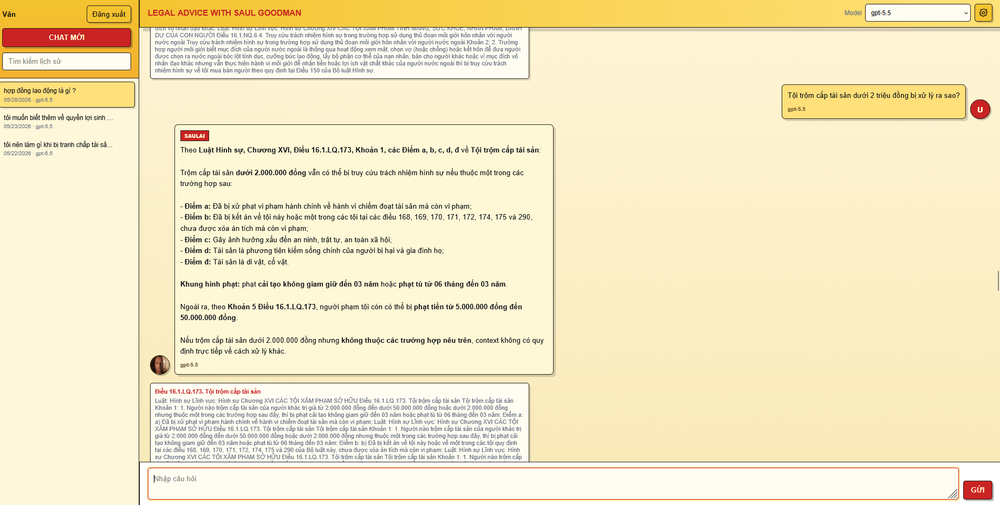 Văn
Đăng xuất
CHAT MỚI
Tìm kiếm lịch sử
hợp đồng lao động là gì ?
05/28/2026 · gpt-5.5
tôi muốn biết thêm về quyền lợi sinh ...
05/23/2026 · gpt-5.5
tôi nên làm gì khi bị tranh chấp tài sả...
05/22/2026 · gpt-5.5
LEGAL ADVICE WITH SAUL GOODMAN
Model
gpt-5.5
dịch vô nhân đạo khác. Luật: Hình sự Lĩnh vực: Hình sự Chương XIV CÁC TỘI XÂM PHẠM TÍNH MẠNG, SỨC KHỎE, NHÂN PHẨM, DANH
DỰ CỦA CON NGƯỜI Điều 16.1.NQ.6.4. Truy cứu trách nhiệm hình sự trong trường hợp sử dụng thủ đoạn môi giới hôn nhân với người
nước ngoài Truy cứu trách nhiệm hình sự trong trường hợp sử dụng thủ đoạn môi giới hôn nhân với người nước ngoài Khoản 2: 2. Trường
hợp người môi giới biết mục đích của người nước ngoài là thông qua hoạt động xem mặt, chọn vợ (hoặc chồng) hoặc kết hôn để đưa người
được chọn ra nước ngoài bóc lột tình dục, cưỡng bức lao động, lấy bộ phận cơ thể của nạn nhân, bán cho người khác hoặc vì mục đích vô
nhân đạo khác nhưng vẫn thực hiện hành vi môi giới để nhận tiền hoặc lợi ích vật chất khác của người nước ngoài thì bị truy cứu trách
nhiệm hình sự về tội mua bán người theo quy định tại Điều 150 của Bộ luật Hình sự.
Tội trộm cắp tài sản dưới 2 triệu đồng bị xử lý ra sao?
gpt-5.5
U
SAULAI
Theo Luật Hình sự, Chương XVI, Điều 16.1.LQ.173, Khoản 1, các Điểm a, b, c, d, đ về Tội trộm cắp tài sản:
Trộm cắp tài sản dưới 2.000.000 đồng vẫn có thể bị truy cứu trách nhiệm hình sự nếu thuộc một trong các
trường hợp sau:
- Điểm a: Đã bị xử phạt vi phạm hành chính về hành vi chiếm đoạt tài sản mà còn vi phạm;
- Điểm b: Đã bị kết án về tội này hoặc một trong các tội tại các điều 168, 169, 170, 171, 172, 174, 175 và 290,
chưa được xóa án tích mà còn vi phạm;
- Điểm c: Gây ảnh hưởng xấu đến an ninh, trật tự, an toàn xã hội;
- Điểm d: Tài sản là phương tiện kiếm sống chính của người bị hại và gia đình họ;
- Điểm đ: Tài sản là di vật, cổ vật.
Khung hình phạt: phạt cải tạo không giam giữ đến 03 năm hoặc phạt tù từ 06 tháng đến 03 năm.
Ngoài ra, theo Khoản 5 Điều 16.1.LQ.173, người phạm tội còn có thể bị phạt tiền từ 5.000.000 đồng đến
50.000.000 đồng.
Nếu trộm cắp tài sản dưới 2.000.000 đồng nhưng không thuộc các trường hợp nêu trên, context không có quy
định trực tiếp về cách xử lý khác.
gpt-5.5
Điều 16.1.LQ.173. Tội trộm cắp tài sản
Luật: Hình sự Lĩnh vực: Hình sự Chương XVI CÁC TỘI XÂM PHẠM SỞ HỮU Điều 16.1.LQ.173. Tội trộm cắp tài sản Tội trộm cắp tài sản
Khoản 1: 1. Người nào trộm cắp tài sản của người khác trị giá từ 2.000.000 đồng đến dưới 50.000.000 đồng hoặc dưới 2.000.000 đồng
nhưng thuộc một trong các trường hợp sau đây, thì bị phạt cải tạo không giam giữ đến 03 năm hoặc phạt tù từ 06 tháng đến 03 năm: Điểm a:
a) Đã bị xử phạt vi phạm hành chính về hành vi chiếm đoạt tài sản mà còn vi phạm; Luật: Hình sự Lĩnh vực: Hình sự Chương XVI CÁC TỘI
XÂM PHẠM SỞ HỮU Điều 16.1.LQ.173. Tội trộm cắp tài sản Tội trộm cắp tài sản Khoản 1: 1. Người nào trộm cắp tài sản của người khác trị
giá từ 2.000.000 đồng đến dưới 50.000.000 đồng hoặc dưới 2.000.000 đồng nhưng thuộc một trong các trường hợp sau đây, thì bị phạt cải
tạo không giam giữ đến 03 năm hoặc phạt tù từ 06 tháng đến 03 năm: Điểm b: b) Đã bị kết án về tội này hoặc về một trong các tội quy định
tại các điều 168, 169, 170, 171, 172, 174, 175 và 290 của Bộ luật này, chưa được xóa án tích mà còn vi phạm; Luật: Hình sự Lĩnh vực: Hình
sự Chương XVI CÁC TỘI XÂM PHẠM SỞ HỮU Điều 16.1.LQ.173. Tội trộm cắp tài sản Tội trộm cắp tài sản Khoản 1: 1. Người nào trộm cắp
Nhập câu hỏi
GỬI